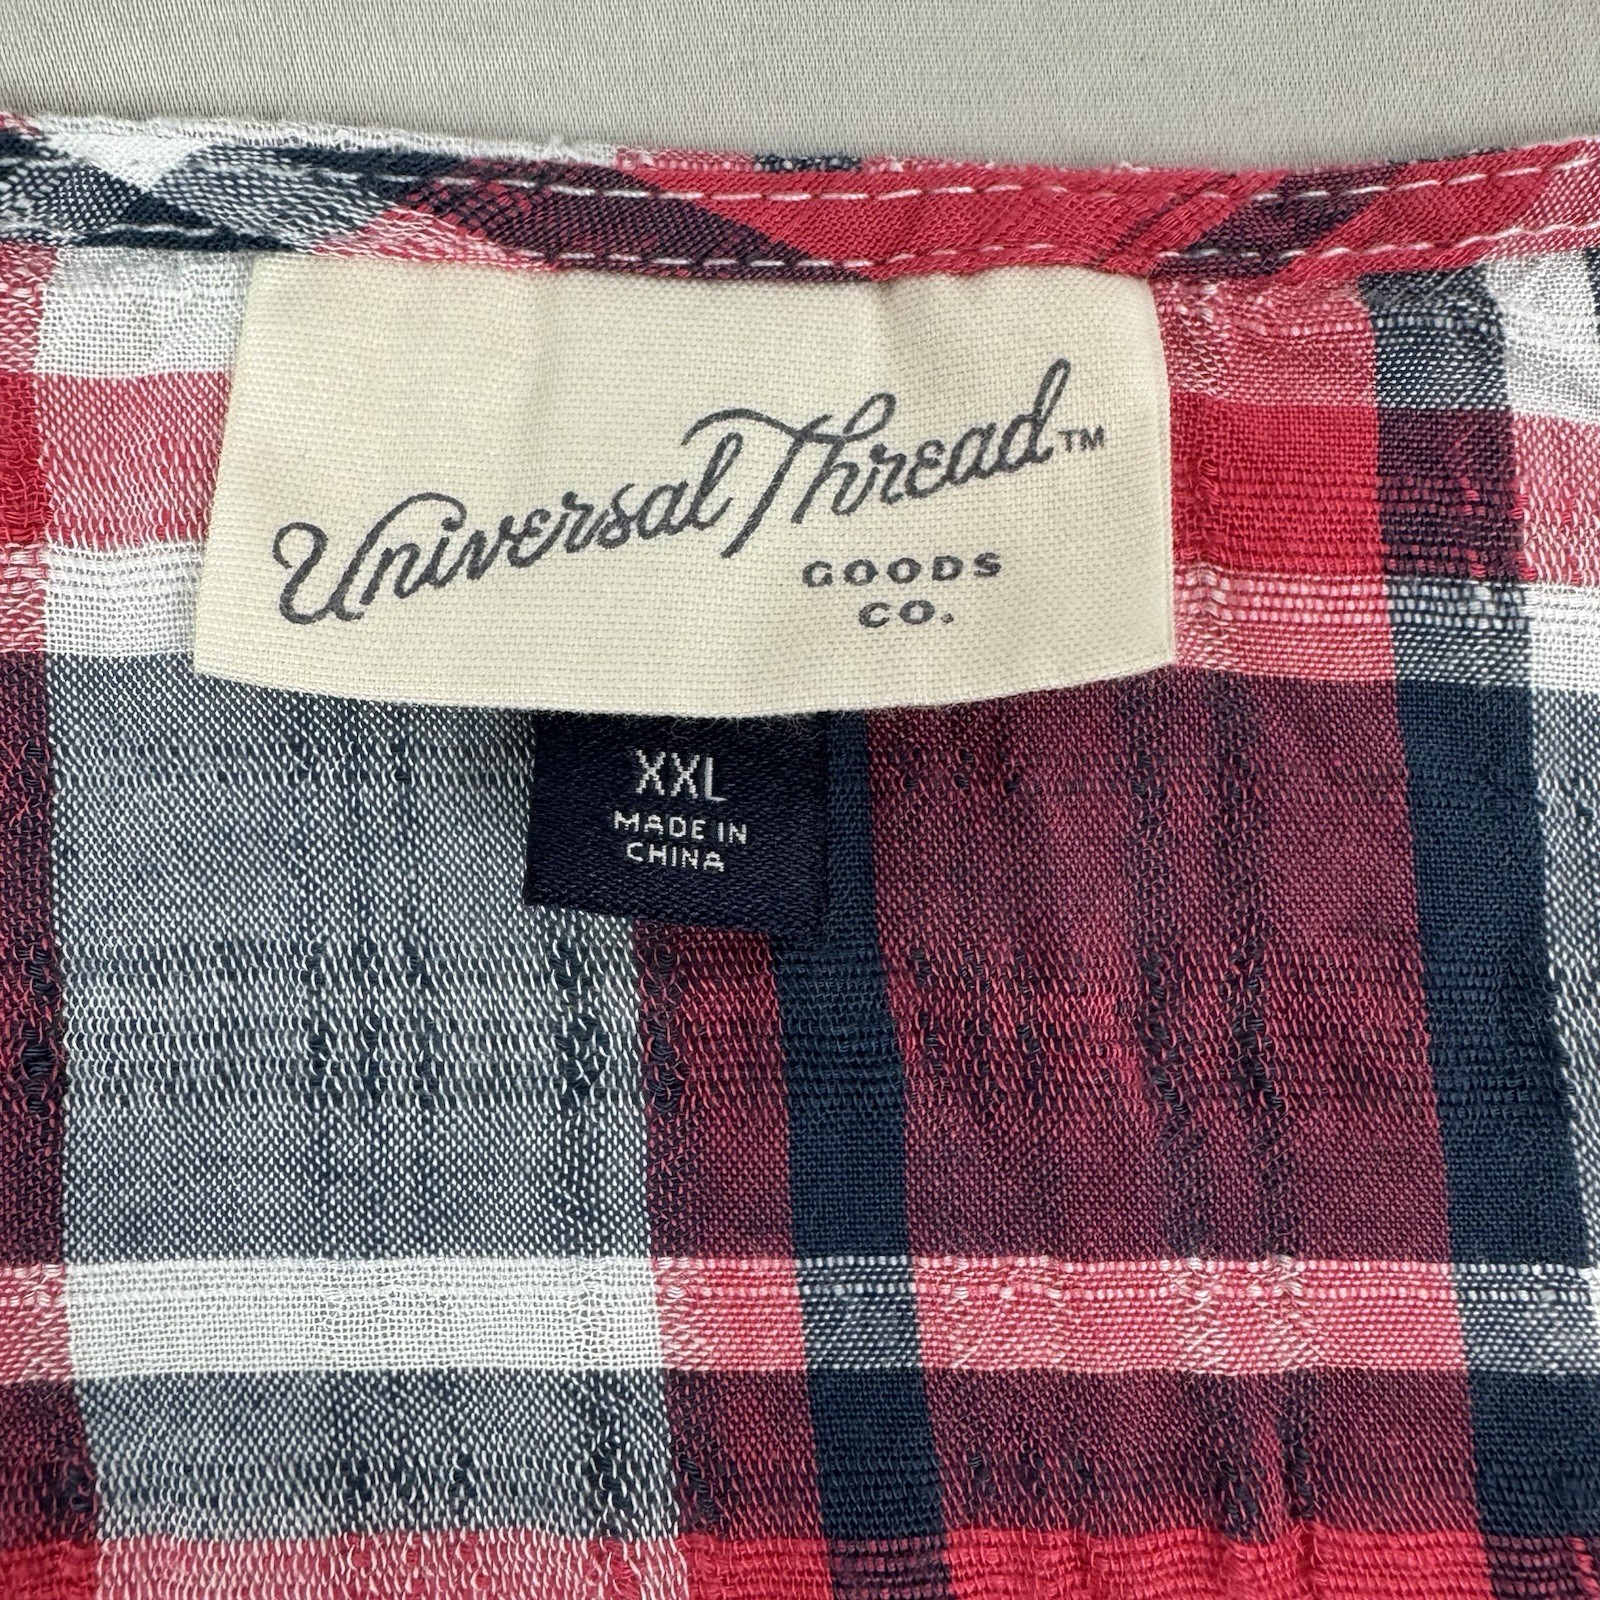 Universal Thread™
GOODS
CO.
XXL
MADE IN
CHINA